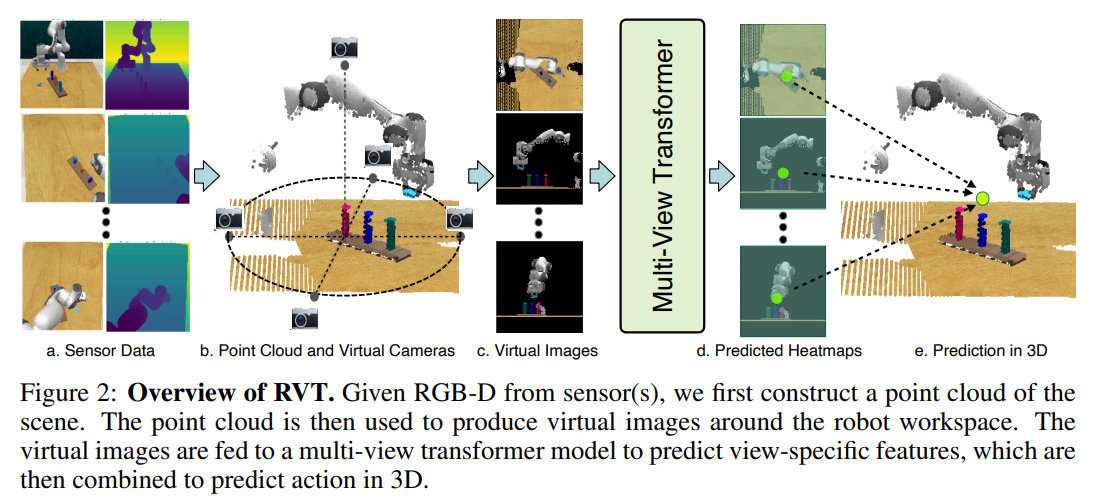 Multi-View Transformer
a. Sensor Data
b. Point Cloud and Virtual Cameras
c. Virtual Images
d. Predicted Heatmaps
e. Prediction in 3D
Figure 2: Overview of RVT. Given RGB-D from sensor(s), we first construct a point cloud of the
scene. The point cloud is then used to produce virtual images around the robot workspace. The
virtual images are fed to a multi-view transformer model to predict view-specific features, which are
then combined to predict action in 3D.